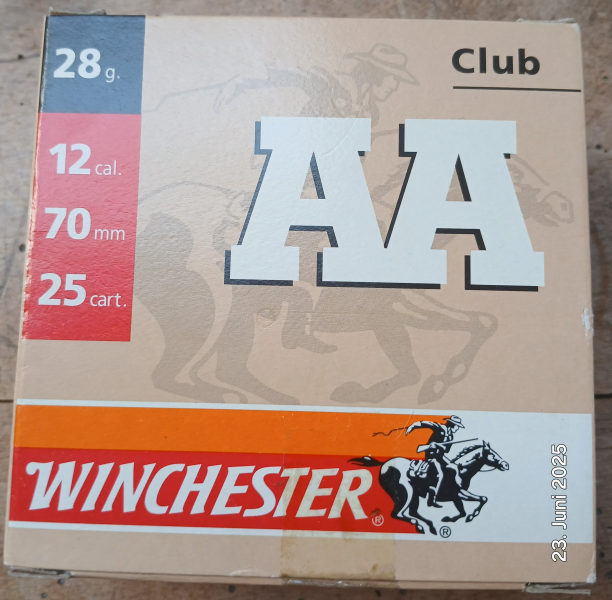 28 g.
Club
AA
12 cal.
70 mm
25 cart.
WINCHESTER®
®
23. Juni 2025